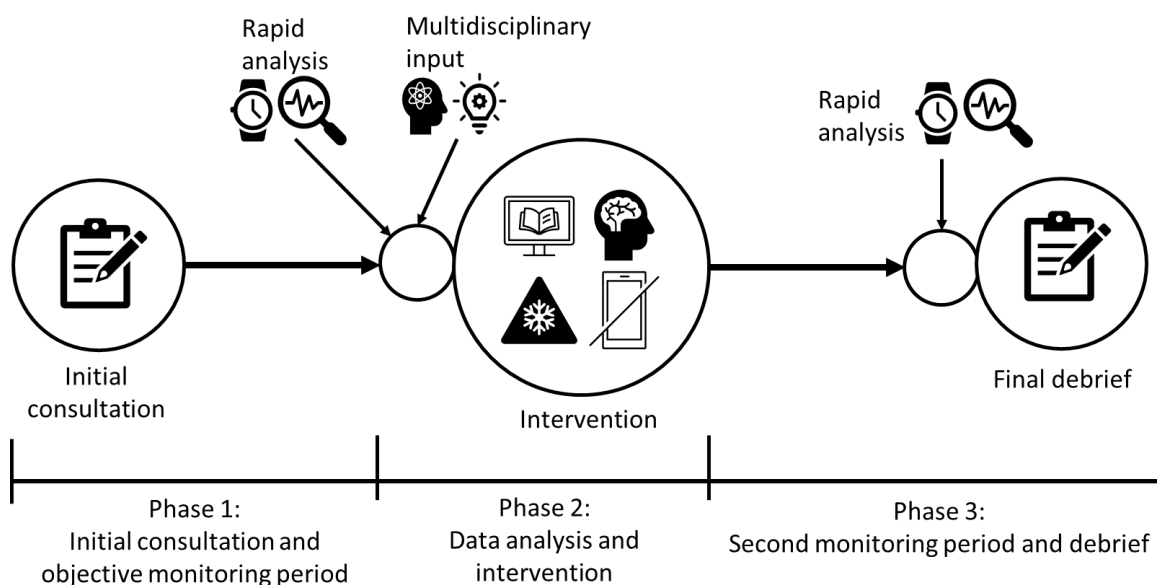 Rapid
analysis
Multidisciplinary
input
Rapid
analysis
Initial
consultation
Intervention
Final debrief
Phase 1:
Initial consultation and
objective monitoring period
Phase 2:
Data analysis and
intervention
Phase 3:
Second monitoring period and debrief